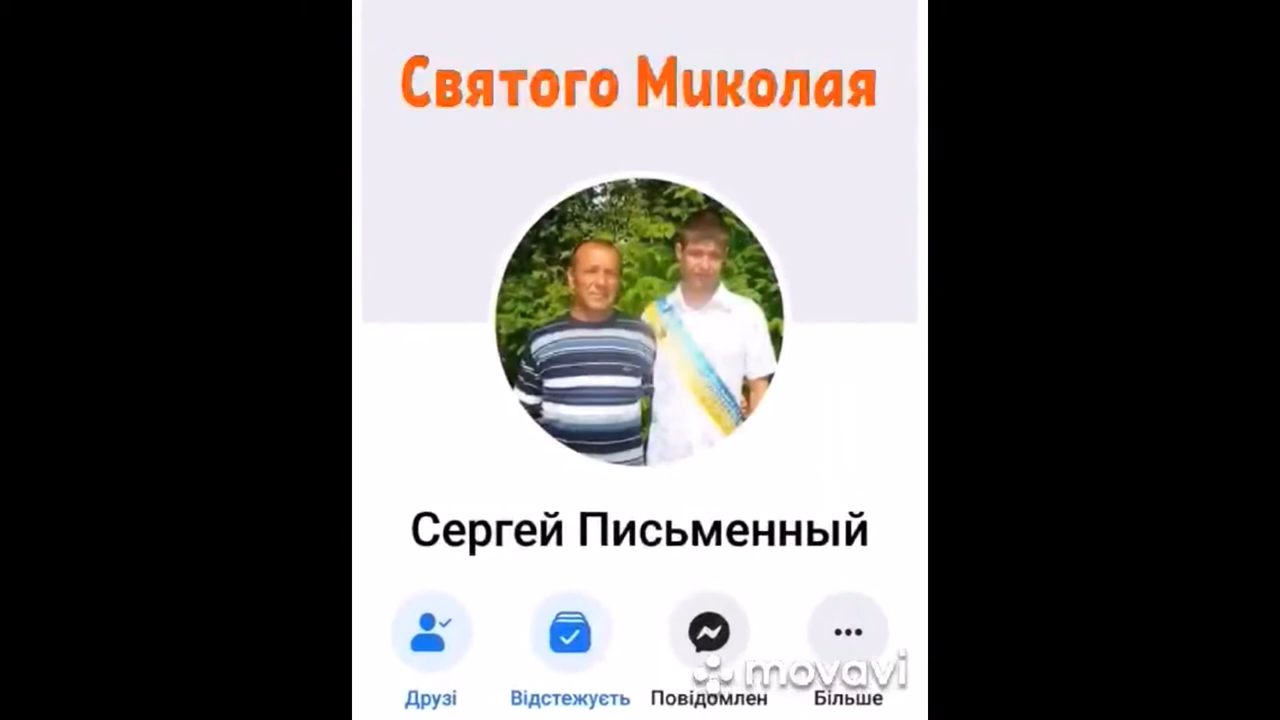 Святого Миколая
Сергей Письменный
Друзі Відстежуєть Повідомлен Більше
movavi